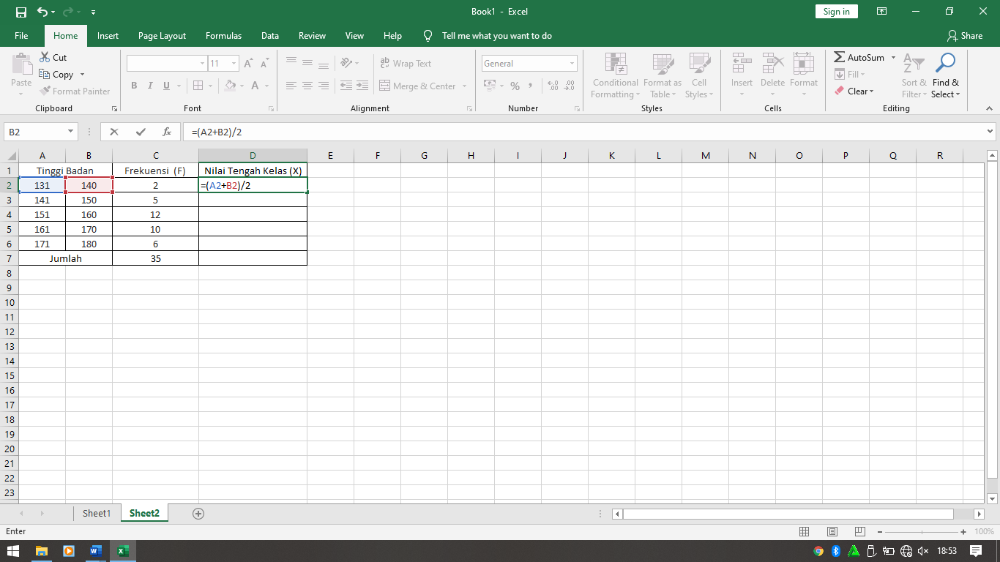 Book1 - Excel
Sign in
File Home Insert Page Layout Formulas Data Review View Help Tell me what you want to do Share
Paste
Cut
Copy
Format Painter
Clipboard
11
B I U
Font
Wrap Text
Merge & Center
Alignment
General
Number
Conditional Formatting
Format as Table
Cell Styles
Styles
Insert Delete Format
Cells
AutoSum
Fill
Clear
Sort & Filter
Find & Select
Editing
B2 fx =(A2+B2)/2
A B C D E F G H I J K L M N O P Q R
1 Tinggi Badan Frekuensi (F) Nilai Tengah Kelas (X)
2 131 140 2 =(A2+B2)/2
3 141 150 5
4 151 160 12
5 161 170 10
6 171 180 6
7 Jumlah 35
8
9
10
11
12
13
14
15
16
17
18
19
20
21
22
23
Sheet1 Sheet2
Enter 100%
18:53